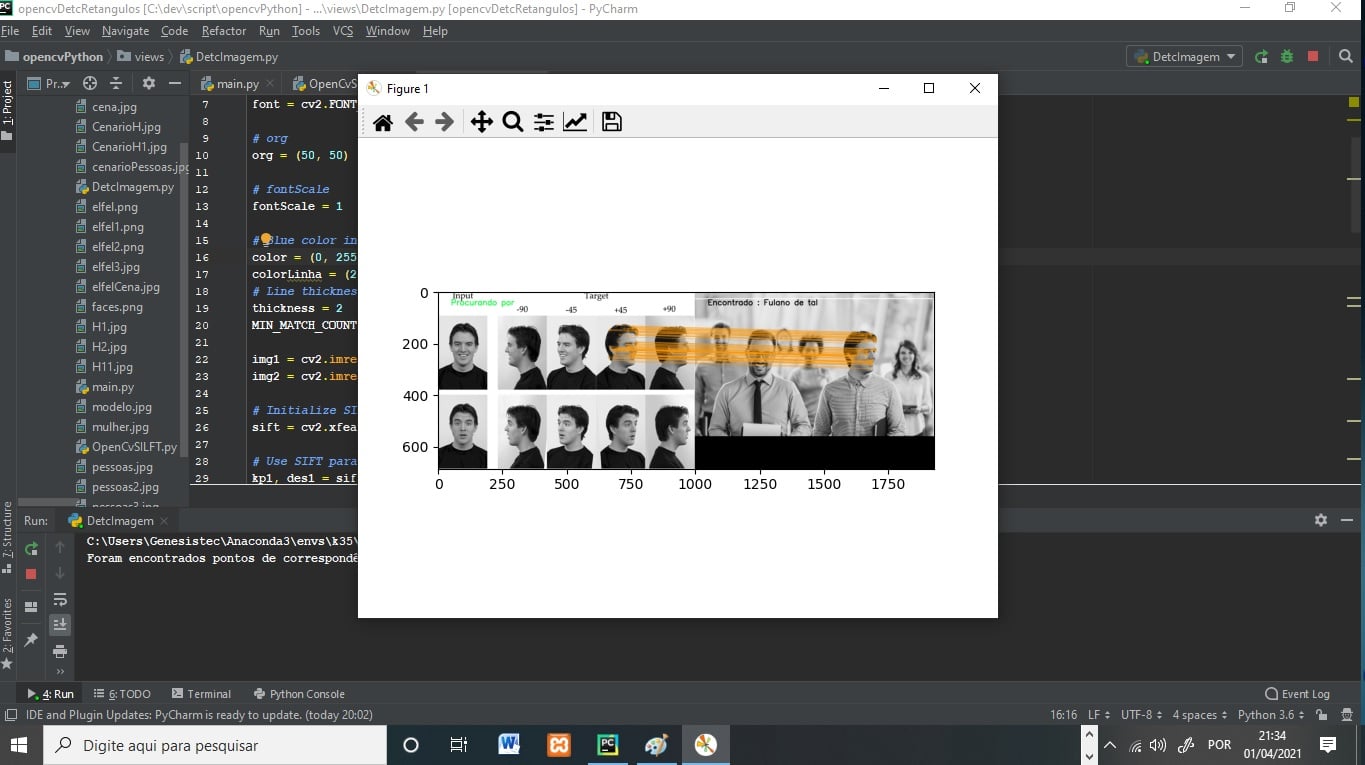 opencvDetcRetangulos [C:\dev\script\opencvPython] - ...\views\DetcImagem.py [opencvDetcRetangulos] - PyCharm
File Edit View Navigate Code Refactor Run Tools VCS Window Help
opencvPython views DetcImagem.py
DetcImagem
1: Project
Pr..
main.py
OpenCvS
cena.jpg
CenarioH.jpg
CenarioH1.jpg
cenarioPessoas.jpg
DetcImagem.py
elfel.png
elfel1.png
elfel2.png
elfel3.jpg
elfelCena.jpg
faces.png
H1.jpg
H2.jpg
H11.jpg
main.py
modelo.jpg
mulher.jpg
OpenCvSILFT.py
pessoas.jpg
pessoas2.jpg
7 font = cv2.FONT
8
9 # org
10 org = (50, 50)
11
12 # fontScale
13 fontScale = 1
14
15 # Blue color in
16 color = (0, 255
17 colorLinha = (2
18 # Line thicknes
19 thickness = 2
20 MIN_MATCH_COUNT
21
22 img1 = cv2.imre
23 img2 = cv2.imre
24
25 # Initialize SI
26 sift = cv2.xfea
27
28 # Use SIFT para
29 kp1, des1 = sif
Figure 1
Input Target
Procurando por
-90 -45 +45 +90
Encontrado : Fulano de tal
0
200
400
600
0 250 500 750 1000 1250 1500 1750
7: Structure
2: Favorites
Run: DetcImagem
C:\Users\Genesistec\Anaconda3\envs\k35\
Foram encontrados pontos de correspondê
4: Run 6: TODO Terminal Python Console Event Log
IDE and Plugin Updates: PyCharm is ready to update. (today 20:02)
16:16 LF UTF-8 4 spaces Python 3.6
Digite aqui para pesquisar
POR
21:34
01/04/2021